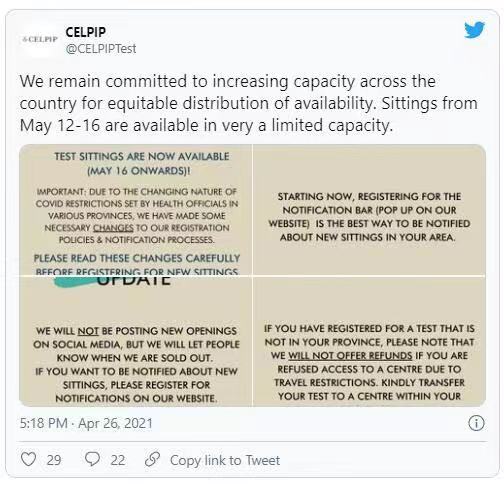 CELPIP
CELPIP
@CELPIPTest
We remain committed to increasing capacity across the
country for equitable distribution of availability. Sittings from
May 12-16 are available in very a limited capacity.
TEST SITTINGS ARE NOW AVAILABLE
(MAY 16 ONWARDS)!
IMPORTANT: DUE TO THE CHANGING NATURE OF
COVID RESTRICTIONS SET BY HEALTH OFFICIALS IN
VARIOUS PROVINCES, WE HAVE MADE SOME
NECESSARY CHANGES TO OUR REGISTRATION
POLICIES & NOTIFICATION PROCESSES.
PLEASE READ THESE CHANGES CAREFULLY
BEFORE REGISTERING FOR NEW SITTINGS
STARTING NOW, REGISTERING FOR THE
NOTIFICATION BAR (POP UP ON OUR
WEBSITE) IS THE BEST WAY TO BE NOTIFIED
ABOUT NEW SITTINGS IN YOUR AREA.
UPDATE
WE WILL NOT BE POSTING NEW OPENINGS
ON SOCIAL MEDIA, BUT WE WILL LET PEOPLE
KNOW WHEN WE ARE SOLD OUT.
IF YOU WANT TO BE NOTIFIED ABOUT NEW
SITTINGS, PLEASE REGISTER FOR
NOTIFICATIONS ON OUR WEBSITE.
IF YOU HAVE REGISTERED FOR A TEST THAT IS
NOT IN YOUR PROVINCE, PLEASE NOTE THAT
WE WILL NOT OFFER REFUNDS IF YOU ARE
REFUSED ACCESS TO A CENTRE DUE TO
TRAVEL RESTRICTIONS. KINDLY TRANSFER
YOUR TEST TO A CENTRE WITHIN YOUR
5:18 PM · Apr 26, 2021
29 22 Copy link to Tweet